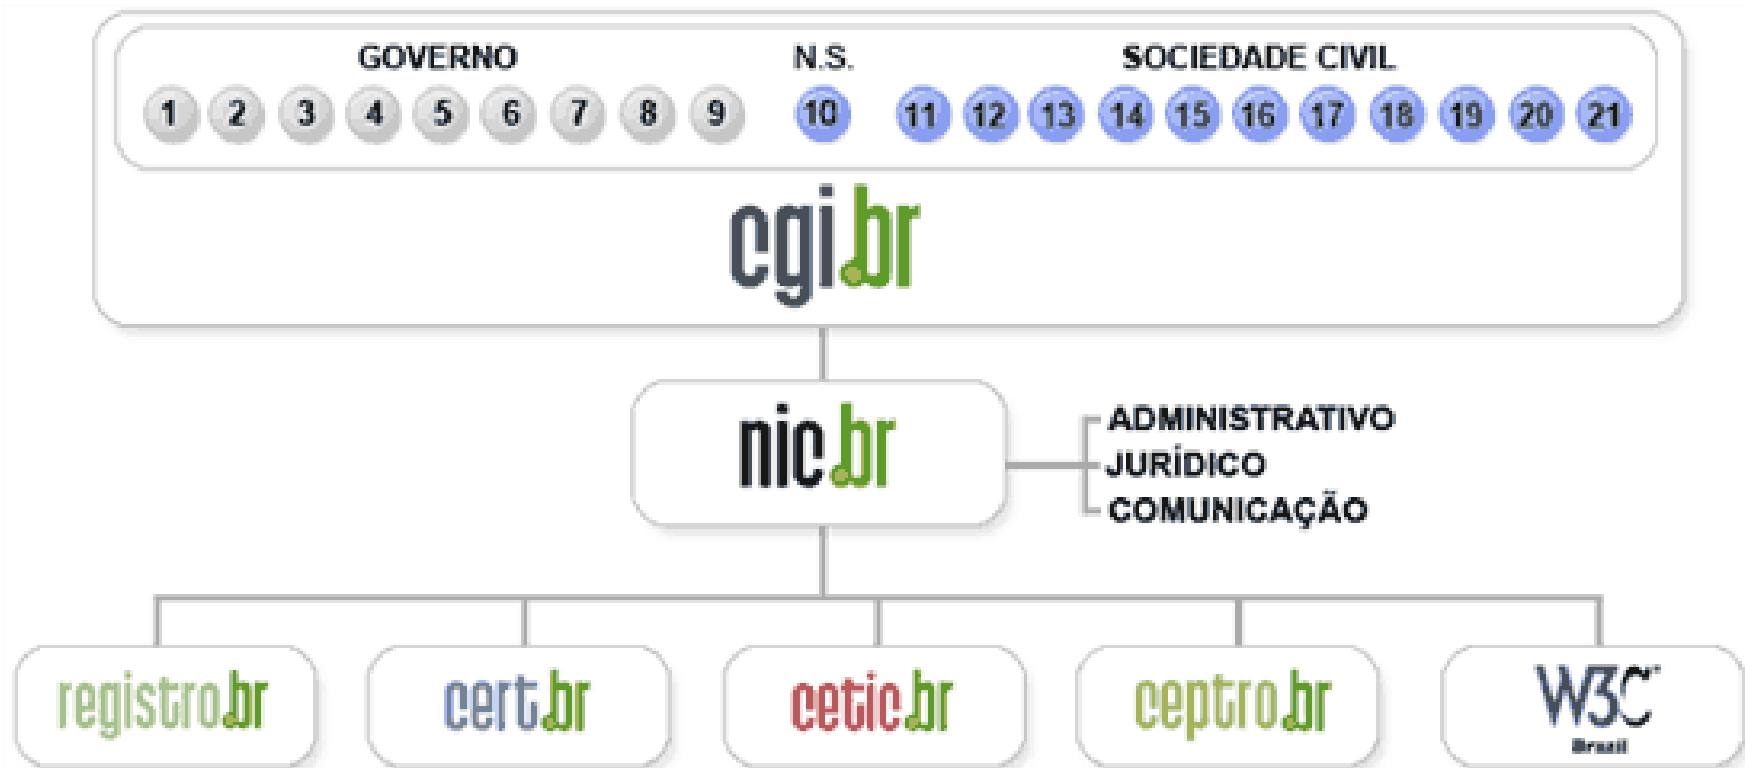 GOVERNO N.S. SOCIEDADE CIVIL
1 2 3 4 5 6 7 8 9 10 11 12 13 14 15 16 17 18 19 20 21
cgi.br
nic.br
ADMINISTRATIVO
JURÍDICO
COMUNICAÇÃO
registro.br cert.br cetic.br ceptro.br W3C
Brazil